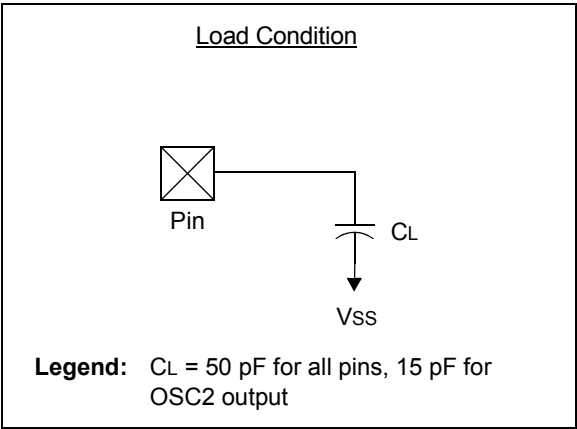 Load Condition
Pin
CL
VSS
Legend: CL = 50 pF for all pins, 15 pF for
OSC2 output